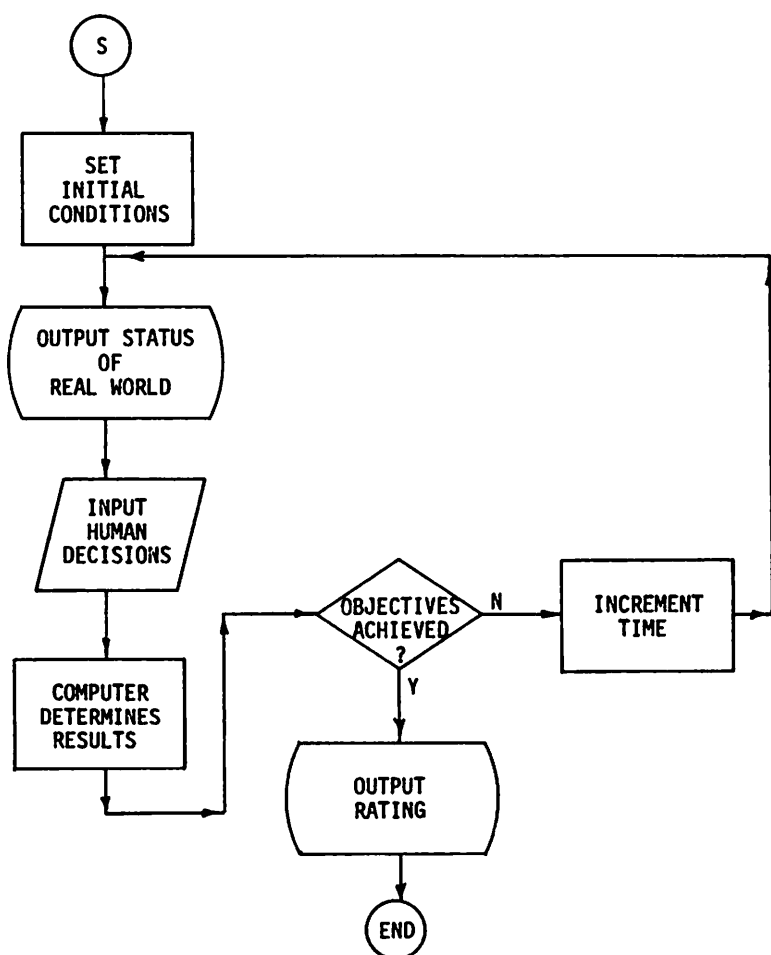 S
SET
INITIAL
CONDITIONS
OUTPUT STATUS
OF
REAL WORLD
INPUT
HUMAN
DECISIONS
COMPUTER
DETERMINES
RESULTS
OBJECTIVES
ACHIEVED
?
N
INCREMENT
TIME
Y
OUTPUT
RATING
END